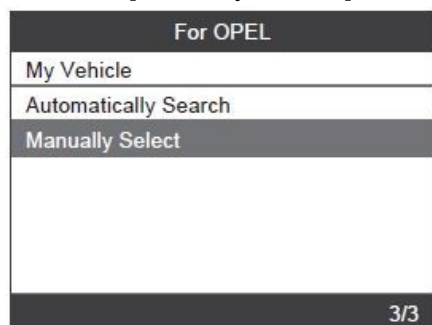 For OPEL
My Vehicle
Automatically Search
Manually Select
3/3